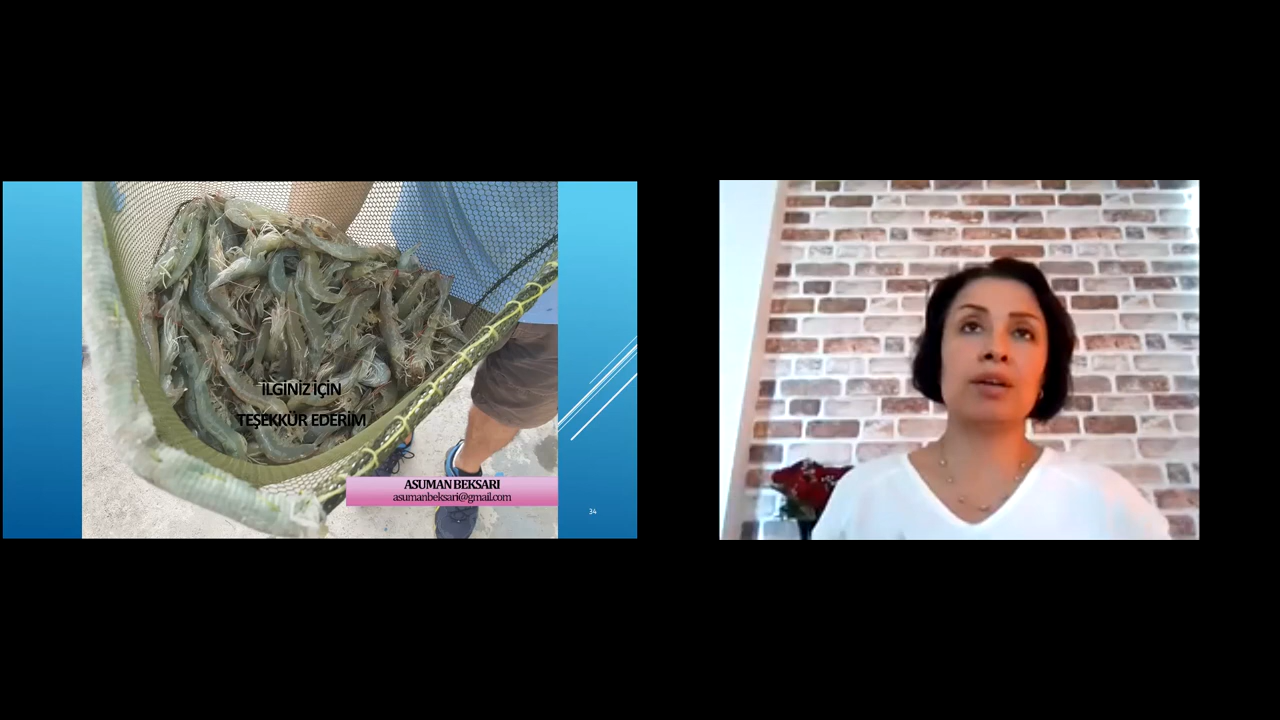 İLGİNİZ İÇİN
TEŞEKKÜR EDERİM
ASUMAN BEKSARI
asumanbeksari@gmail.com
34